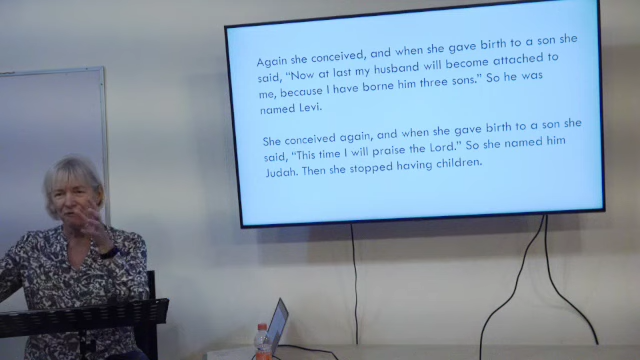 Again she conceived, and when she gave birth to a son she
said, “Now at last my husband will become attached to
me, because I have borne him three sons.” So he was
named Levi.
She conceived again, and when she gave birth to a son she
said, “This time I will praise the Lord.” So she named him
Judah. Then she stopped having children.